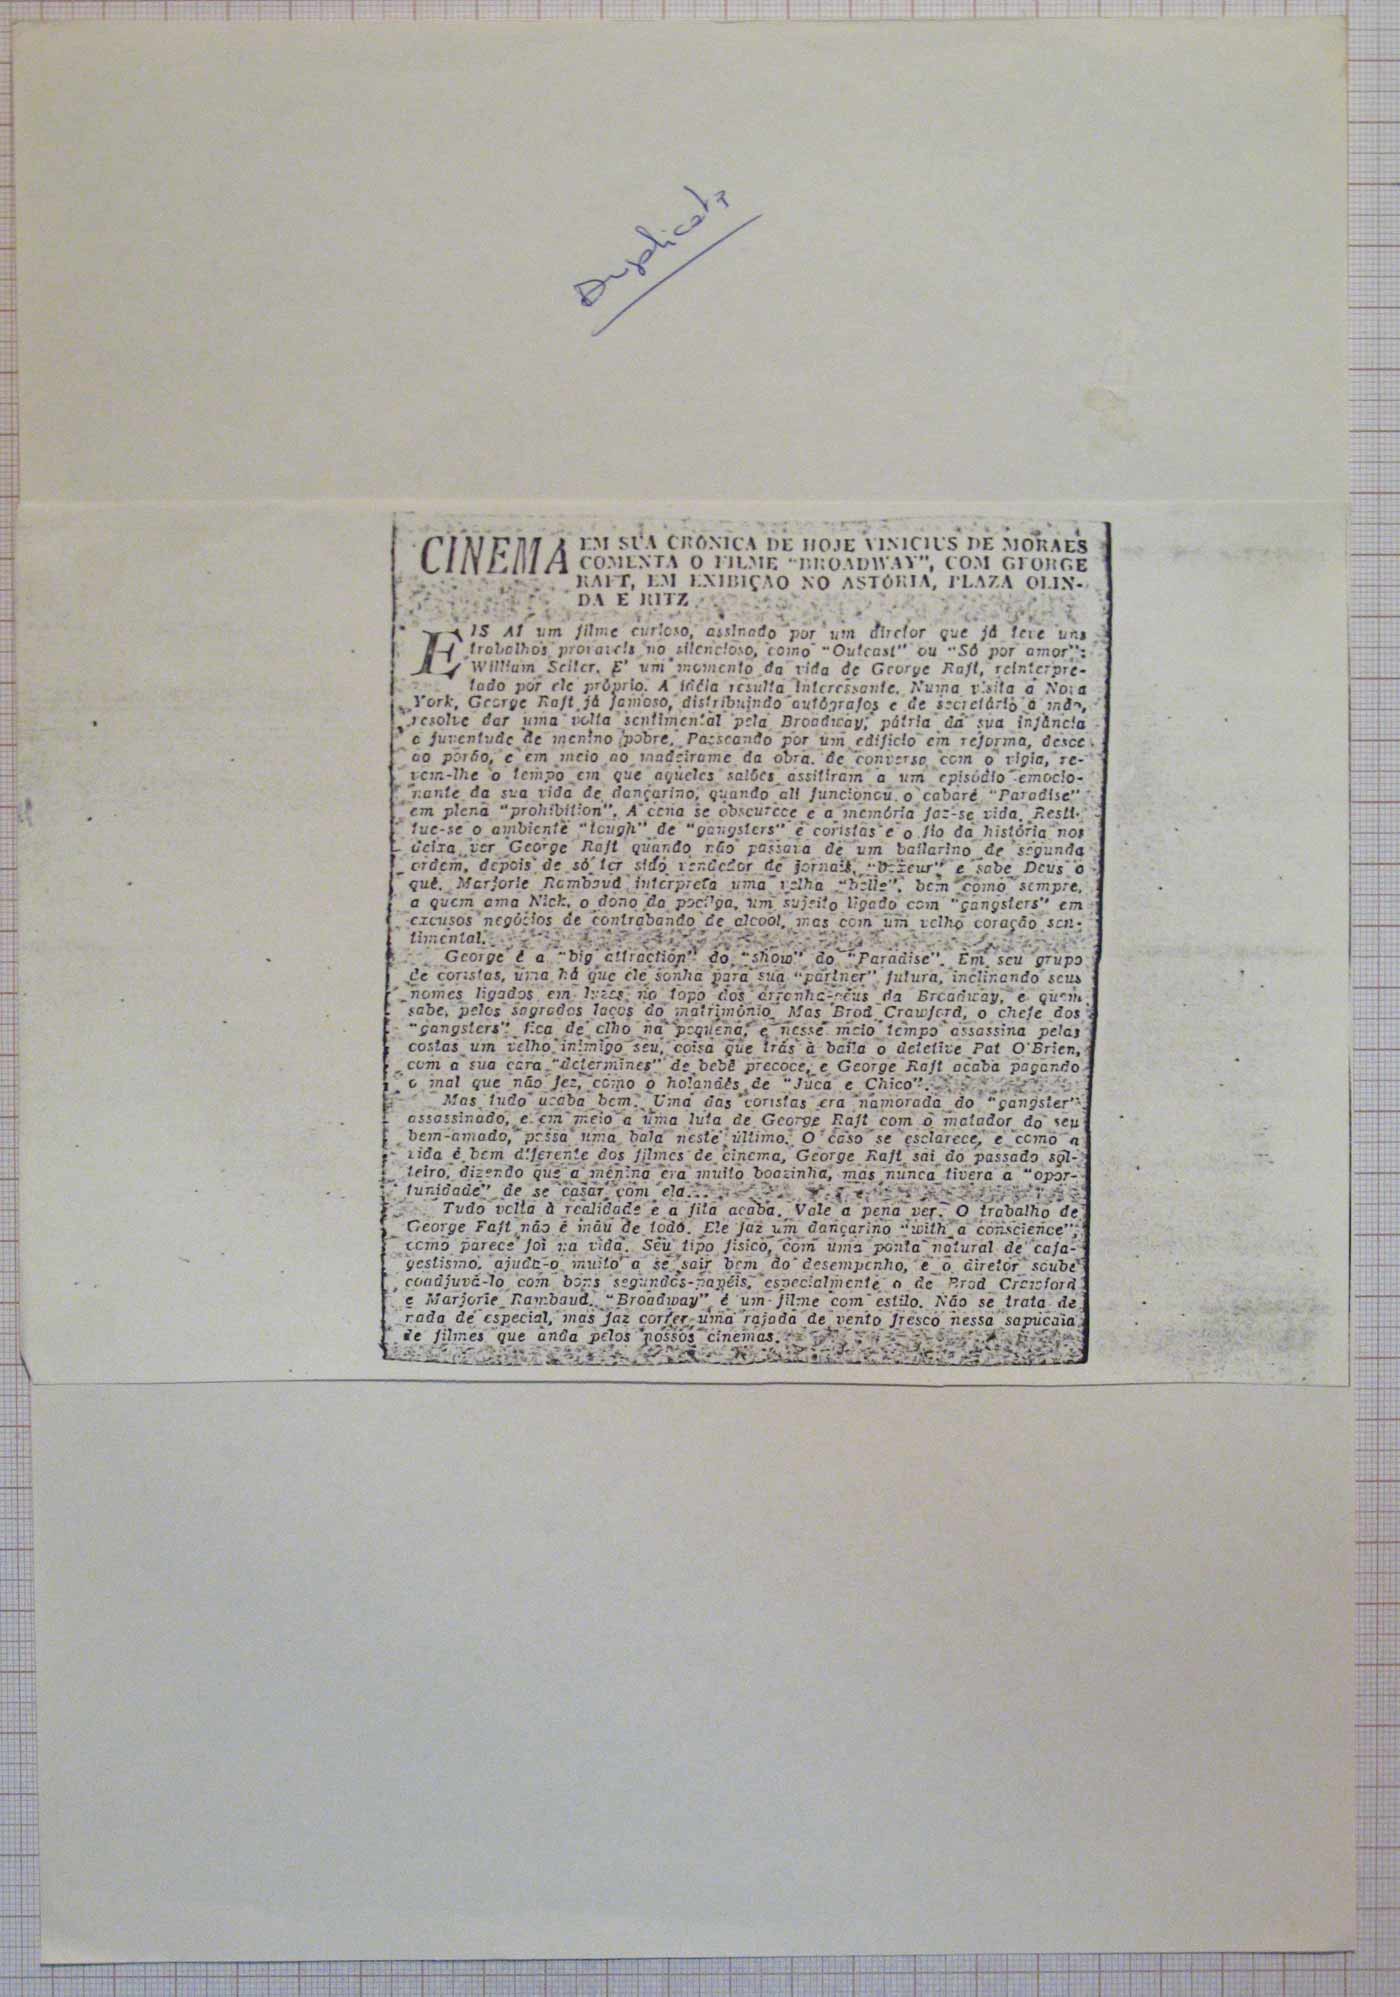 Duplicata
CINEMA
EM SUA CRÔNICA DE HOJE VINICIUS DE MORAES
COMENTA O FILME "BROADWAY", COM GEORGE
RAFT, EM EXIBIÇÃO NO ASTÓRIA, PLAZA OLIN-
DA E RITZ
EIS AÍ um filme curioso, assinado por um diretor que já teve uns
trabalhos prováveis no silencioso, como "Outcast" ou "Só por amor":
William Seiter. E' um momento da vida de George Raft, reinterpre-
tado por ele próprio. A idéia resulta interessante. Numa visita a Nova
York, George Raft já famoso, distribuindo autógrafos e de secretário à mão,
resolve dar uma volta sentimental pela Broadway, pátria da sua infância
e juventude de menino pobre. Passeando por um edifício em reforma, desce
ao porão, e em meio ao madeirame da obra, de conversa com o vigia, re-
vem-lhe o tempo em que aqueles salões assitiram a um episódio emocio-
nante da sua vida de dançarino, quando ali funcionou o cabaré "Paradise"
em plena "prohibition". A cena se obscurece e a memória faz-se vida. Resti-
tue-se o ambiente "tough" de "gangsters" e coristas e o fio da história nos
deixa ver George Raft quando não passava de um bailarino de segunda
ordem, depois de só ter sido vendedor de jornais, "boxeur" e sabe Deus o
quê. Marjorie Rambaud interpreta uma velha "belle", bem como sempre,
a quem ama Nick, o dono da pocilga, um sujeito ligado com "gangsters" em
excusos negócios de contrabando de alcool, mas com um velho coração sen-
timental.
George é a "big attraction" do "show" do "Paradise". Em seu grupo
de coristas, uma há que ele sonha para sua "partner" futura, inclinando seus
nomes ligados em luzes no topo dos arranha-céus da Broadway, e quem
sabe, pelos sagrados laços do matrimônio. Mas Brod Crawford, o chefe dos
"gangsters" fica de olho na pequena, e nesse meio tempo assassina pelas
costas um velho inimigo seu, coisa que trás à baila o detetive Pat O'Brien,
com a sua cara "determines" de bebê precoce, e George Raft acaba pagando
o mal que não fez, como o holandês de "Juca e Chico".
Mas tudo acaba bem. Uma das coristas era namorada do "gangster"
assassinado, e em meio a uma luta de George Raft com o matador do seu
bem-amado, passa uma bala neste último. O caso se esclarece, e como a
vida é bem diferente dos filmes de cinema, George Raft sai do passado sol-
teiro, dizendo que a menina era muito boazinha, mas nunca tivera a "opor-
tunidade" de se casar com ela...
Tudo volta à realidade e a fita acaba. Vale a pena ver. O trabalho de
George Raft não é mau de todo. Ele faz um dançarino "with a conscience",
como parece foi na vida. Seu tipo físico, com uma ponta natural de cafa-
gestismo, ajuda-o muito a se sair bem do desempenho, e o diretor soube
coadjuvá-lo com bons segundos-papéis, especialmente o de Brod Crawford
e Marjorie Rambaud. "Broadway" é um filme com estilo. Não se trata de
nada de especial, mas faz correr uma rajada de vento fresco nessa sapucaia
de filmes que anda pelos nossos cinemas.